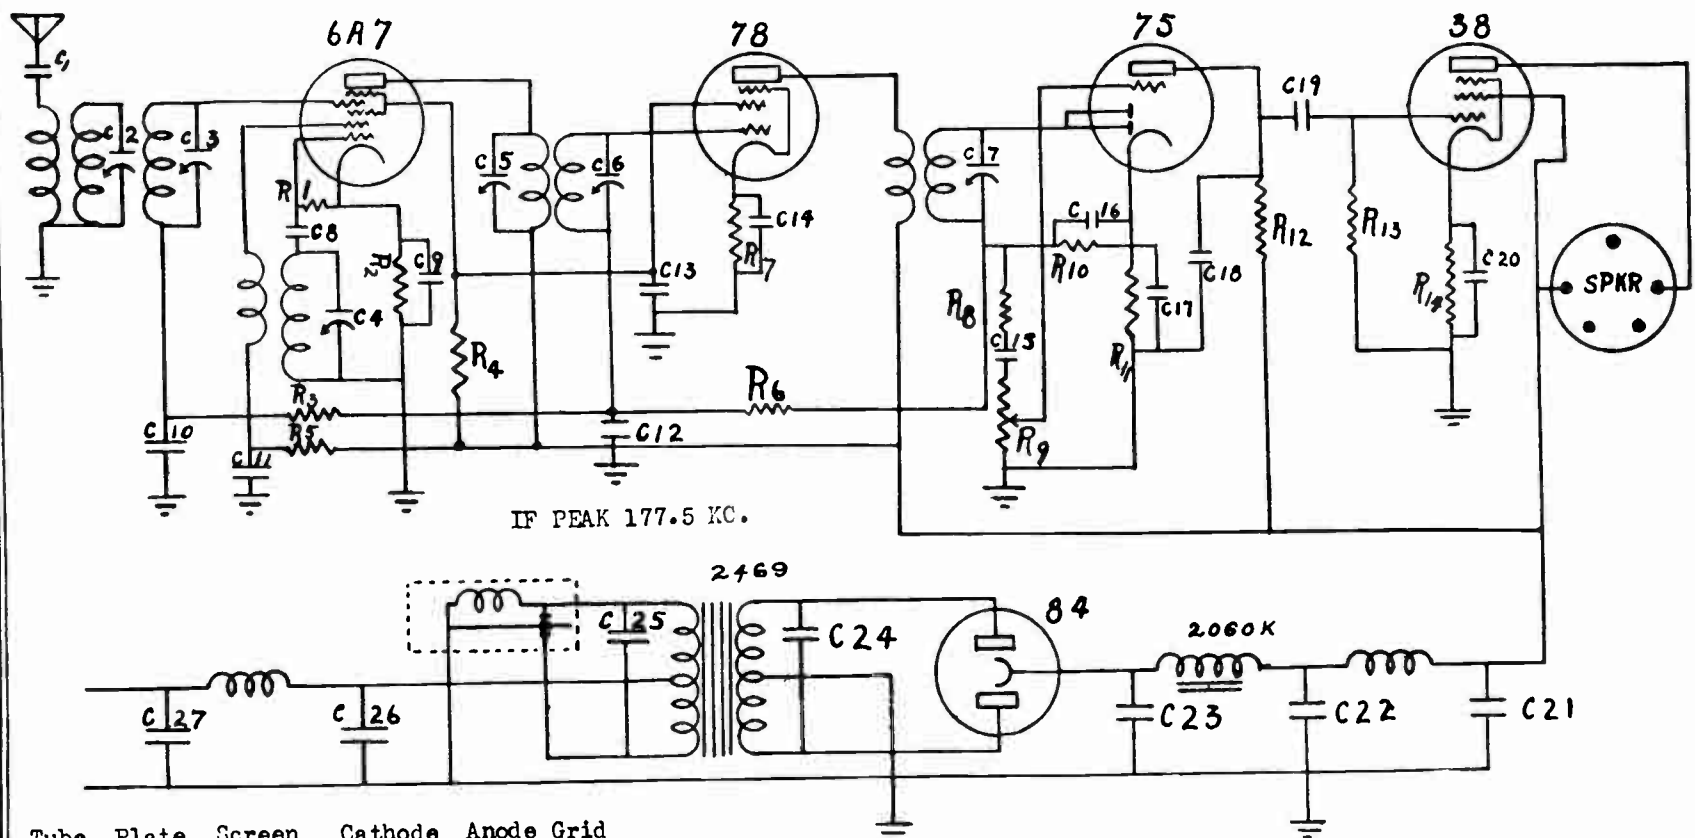 6A7 78 75 38
C1
C2 C3 C5 C6 C7 C19
R1 C8 R2 C9 C4
C14 R7 C13
C16 R10 C17 C18 R12 R13
R14 C20 SPKR
R8 C15 R9 R11
R4 R3 R6
C10 R5 C11 C12
IF PEAK 177.5 KC.
2469
C25 C24 84
2060K
C27 C26 C23 C22 C21
Tube Plate Screen Cathode Anode Grid